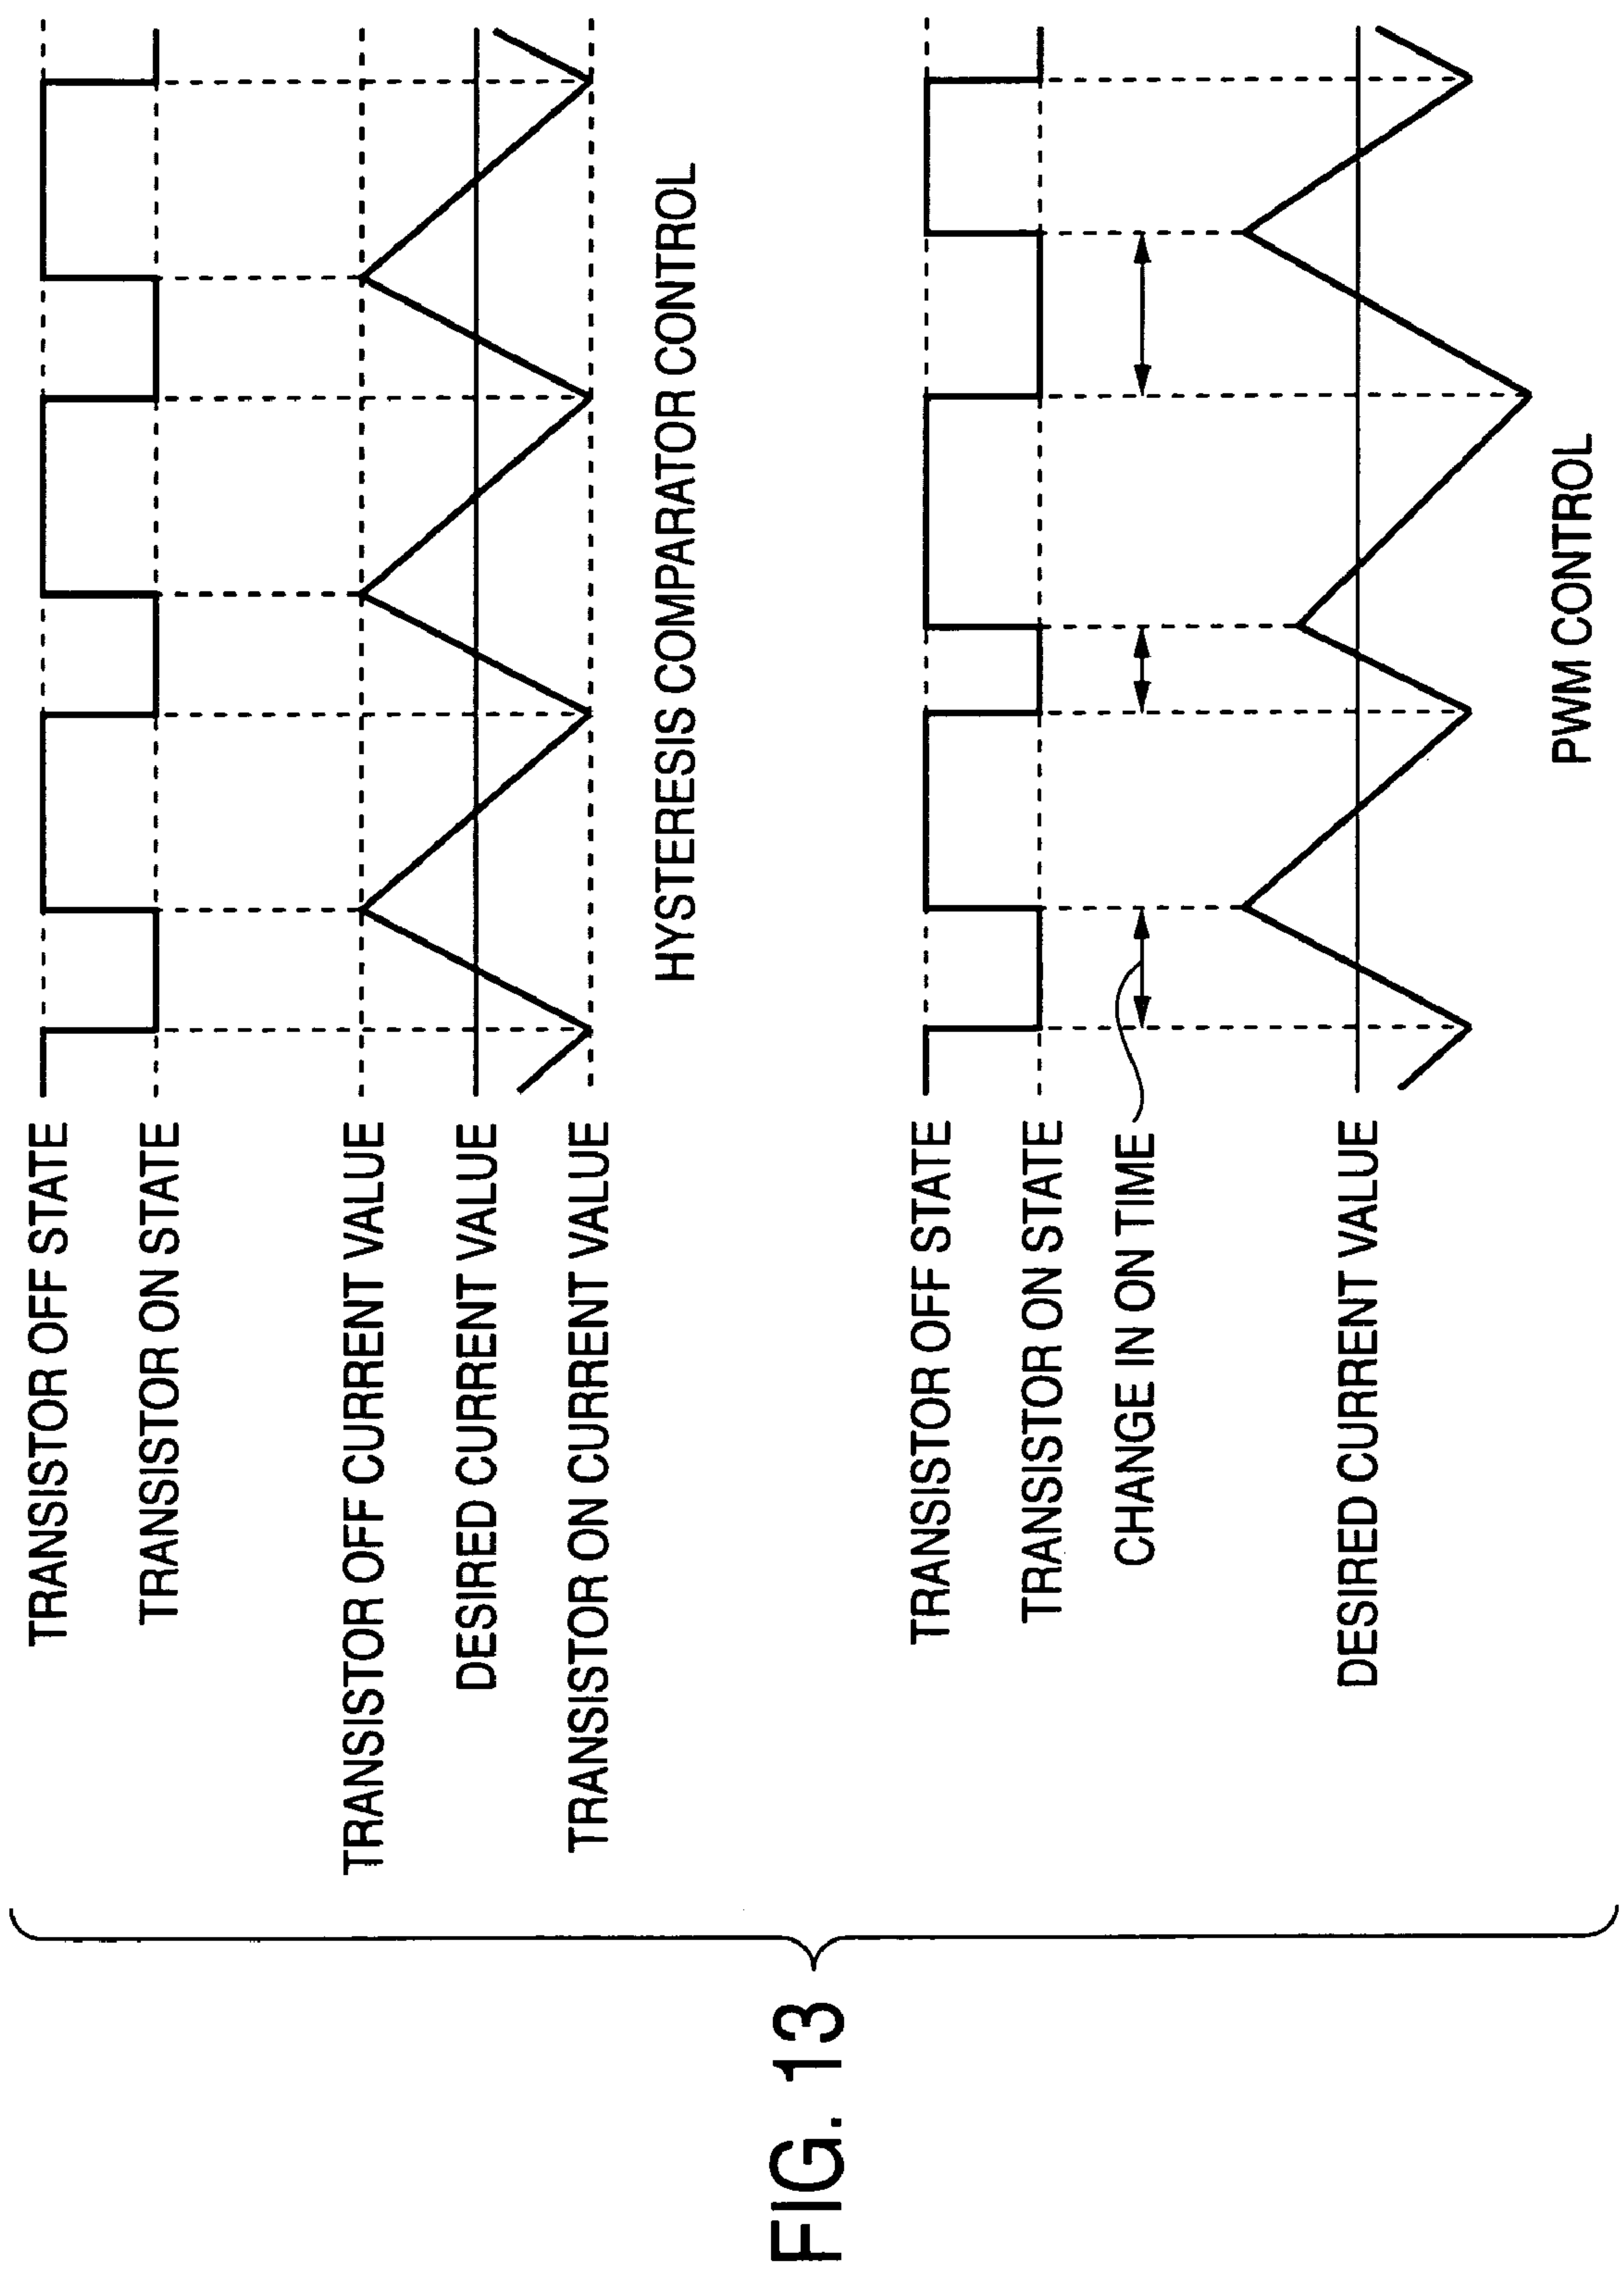 FIG. 13
TRANSISTOR OFF STATE
TRANSISTOR ON STATE
TRANSISTOR OFF CURRENT VALUE
DESIRED CURRENT VALUE
TRANSISTOR ON CURRENT VALUE
HYSTERESIS COMPARATOR CONTROL
TRANSISTOR OFF STATE
TRANSISTOR ON STATE
CHANGE IN ON TIME
DESIRED CURRENT VALUE
PWM CONTROL